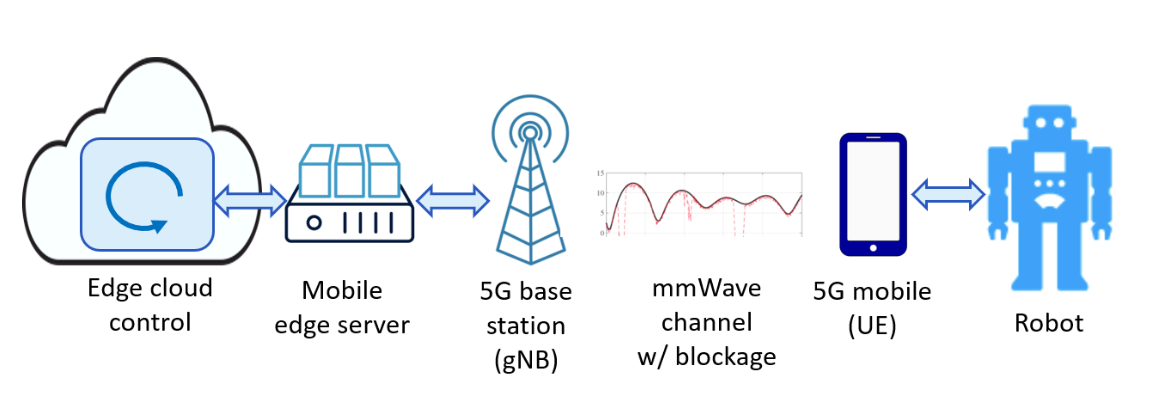 15
10
5
0
Edge cloud
control
Mobile
edge server
5G base
station
(gNB)
mmWave
channel
w/ blockage
5G mobile
(UE)
Robot